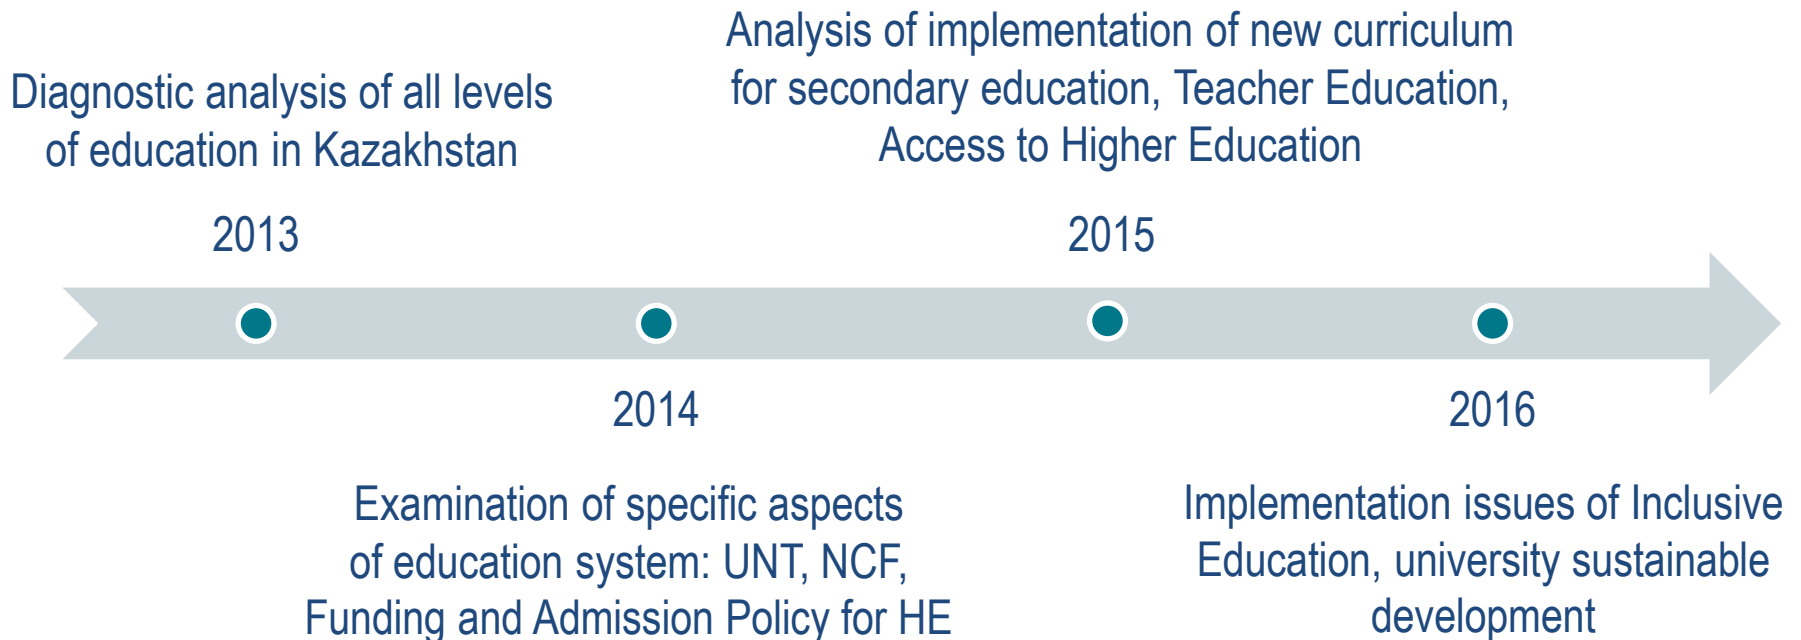 Diagnostic analysis of all levels
of education in Kazakhstan
2013
2014
Examination of specific aspects
of education system: UNT, NCF,
Funding and Admission Policy for HE
Analysis of implementation of new curriculum
for secondary education, Teacher Education,
Access to Higher Education
2015
2016
Implementation issues of Inclusive
Education, university sustainable
development